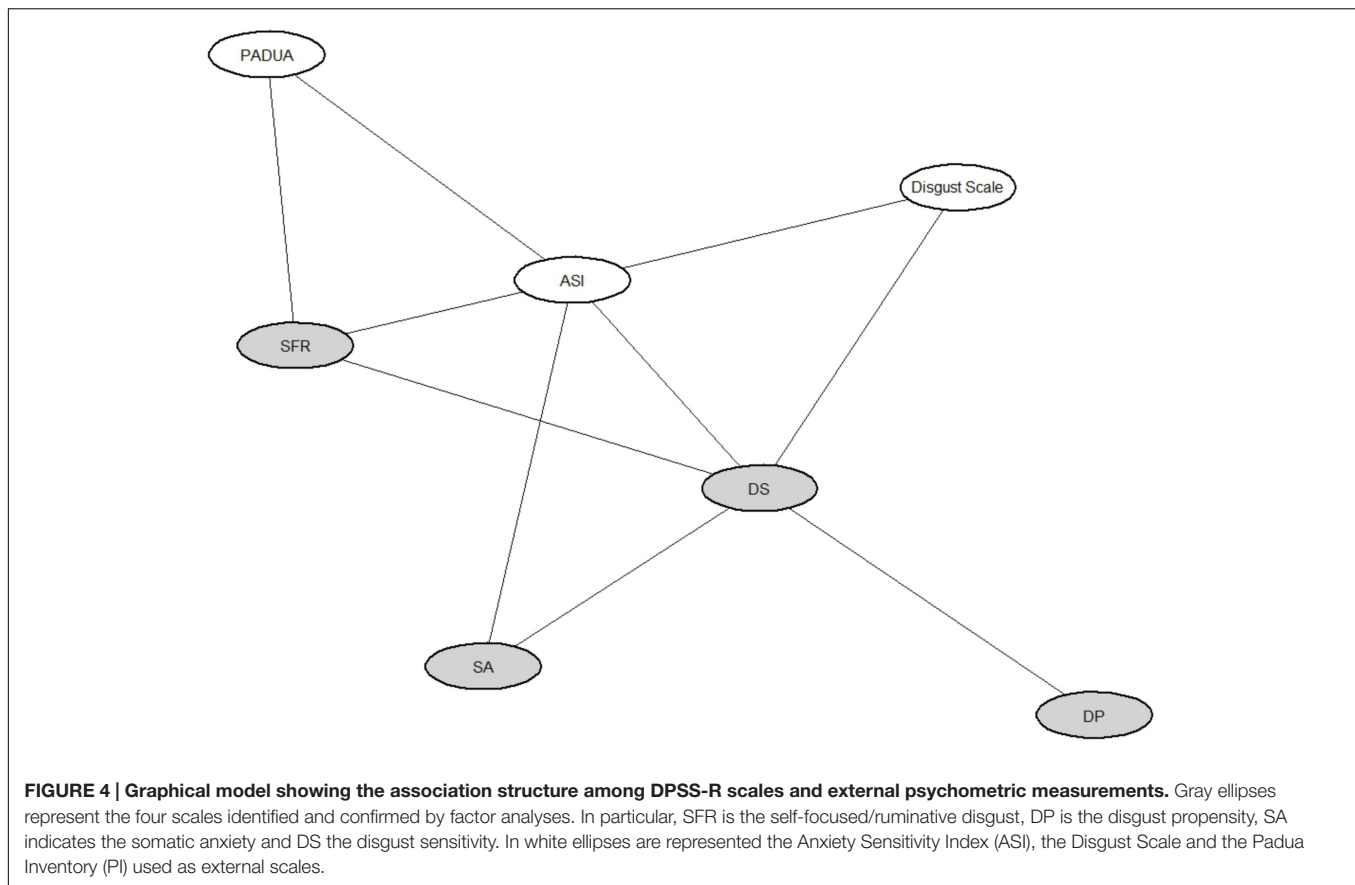 PADUA
Disgust Scale
ASI
SFR
DS
SA
DP
FIGURE 4 | Graphical model showing the association structure among DPSS-R scales and external psychometric measurements. Gray ellipses
represent the four scales identified and confirmed by factor analyses. In particular, SFR is the self-focused/ruminative disgust, DP is the disgust propensity, SA
indicates the somatic anxiety and DS the disgust sensitivity. In white ellipses are represented the Anxiety Sensitivity Index (ASI), the Disgust Scale and the Padua
Inventory (PI) used as external scales.